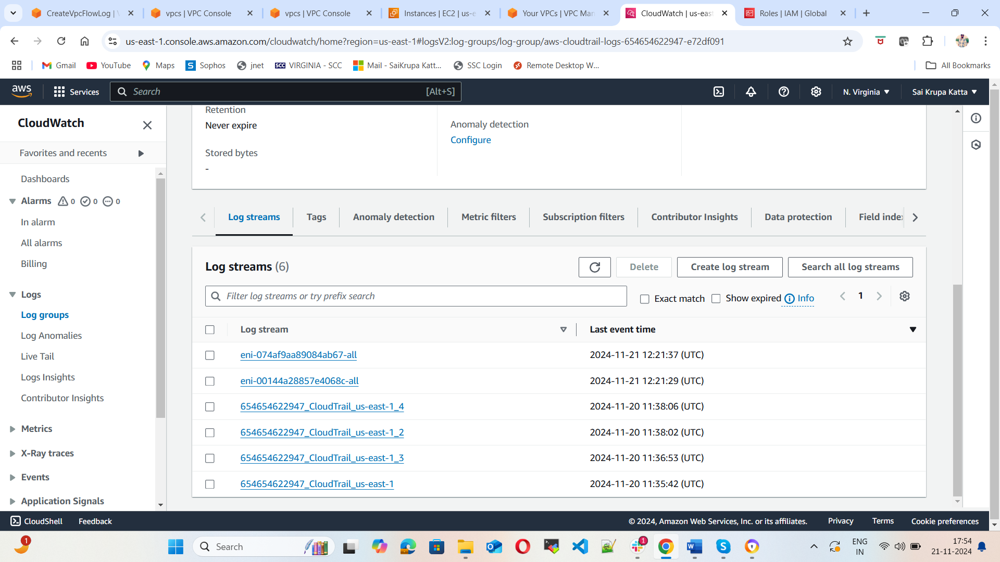 CreateVpcFlowLog | V
vpcs | VPC Console
vpcs | VPC Console
Instances | EC2 | us-e
Your VPCs | VPC Man
CloudWatch | us-east
Roles | IAM | Global
us-east-1.console.aws.amazon.com/cloudwatch/home?region=us-east-1#logsV2:log-groups/log-group/aws-cloudtrail-logs-654654622947-e72df091
Gmail
YouTube
Maps
S Sophos
jnet
SCC VIRGINIA - SCC
Mail - SaiKrupa Katt...
SSC Login
Remote Desktop W...
All Bookmarks
aws
Services
Search [Alt+S]
N. Virginia
Sai Krupa Katta
CloudWatch
Favorites and recents
Dashboards
Alarms 0 0 0
In alarm
All alarms
Billing
Logs
Log groups
Log Anomalies
Live Tail
Logs Insights
Contributor Insights
Metrics
X-Ray traces
Events
Application Signals
Retention
Never expire
Stored bytes
-
Anomaly detection
Configure
Log streams
Tags
Anomaly detection
Metric filters
Subscription filters
Contributor Insights
Data protection
Field index
Log streams (6)
Delete
Create log stream
Search all log streams
Filter log streams or try prefix search
Exact match
Show expired
Info
1
Log stream Last event time
eni-074af9aa89084ab67-all 2024-11-21 12:21:37 (UTC)
eni-00144a28857e4068c-all 2024-11-21 12:21:29 (UTC)
654654622947_CloudTrail_us-east-1_4 2024-11-20 11:38:06 (UTC)
654654622947_CloudTrail_us-east-1_2 2024-11-20 11:38:02 (UTC)
654654622947_CloudTrail_us-east-1_3 2024-11-20 11:36:53 (UTC)
654654622947_CloudTrail_us-east-1 2024-11-20 11:35:42 (UTC)
CloudShell
Feedback
© 2024, Amazon Web Services, Inc. or its affiliates.
Privacy
Terms
Cookie preferences
1
Search
1
ENG
IN
17:54
21-11-2024